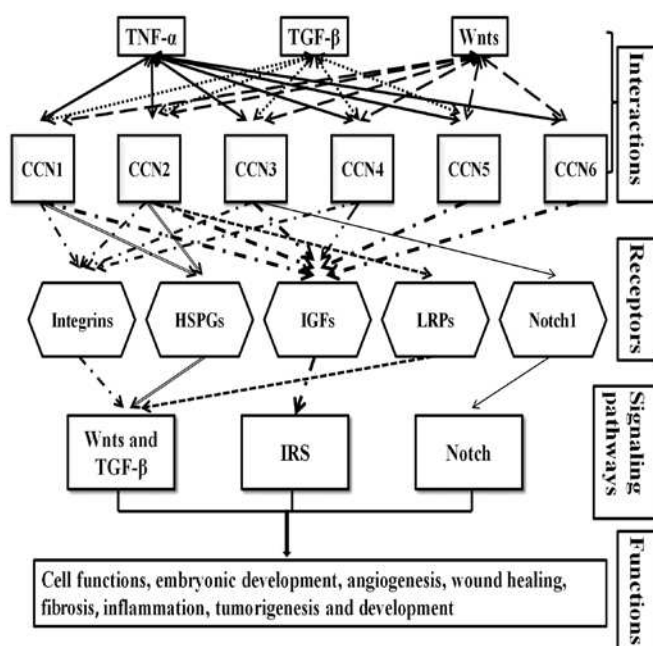 TNF-α TGF-β Wnts
Interactions
CCN1 CCN2 CCN3 CCN4 CCN5 CCN6
Receptors
Integrins HSPGs IGFs LRPs Notch1
Signaling
pathways
Wnts and
TGF-β
IRS
Notch
Functions
Cell functions, embryonic development, angiogenesis, wound healing,
fibrosis, inflammation, tumorigenesis and development